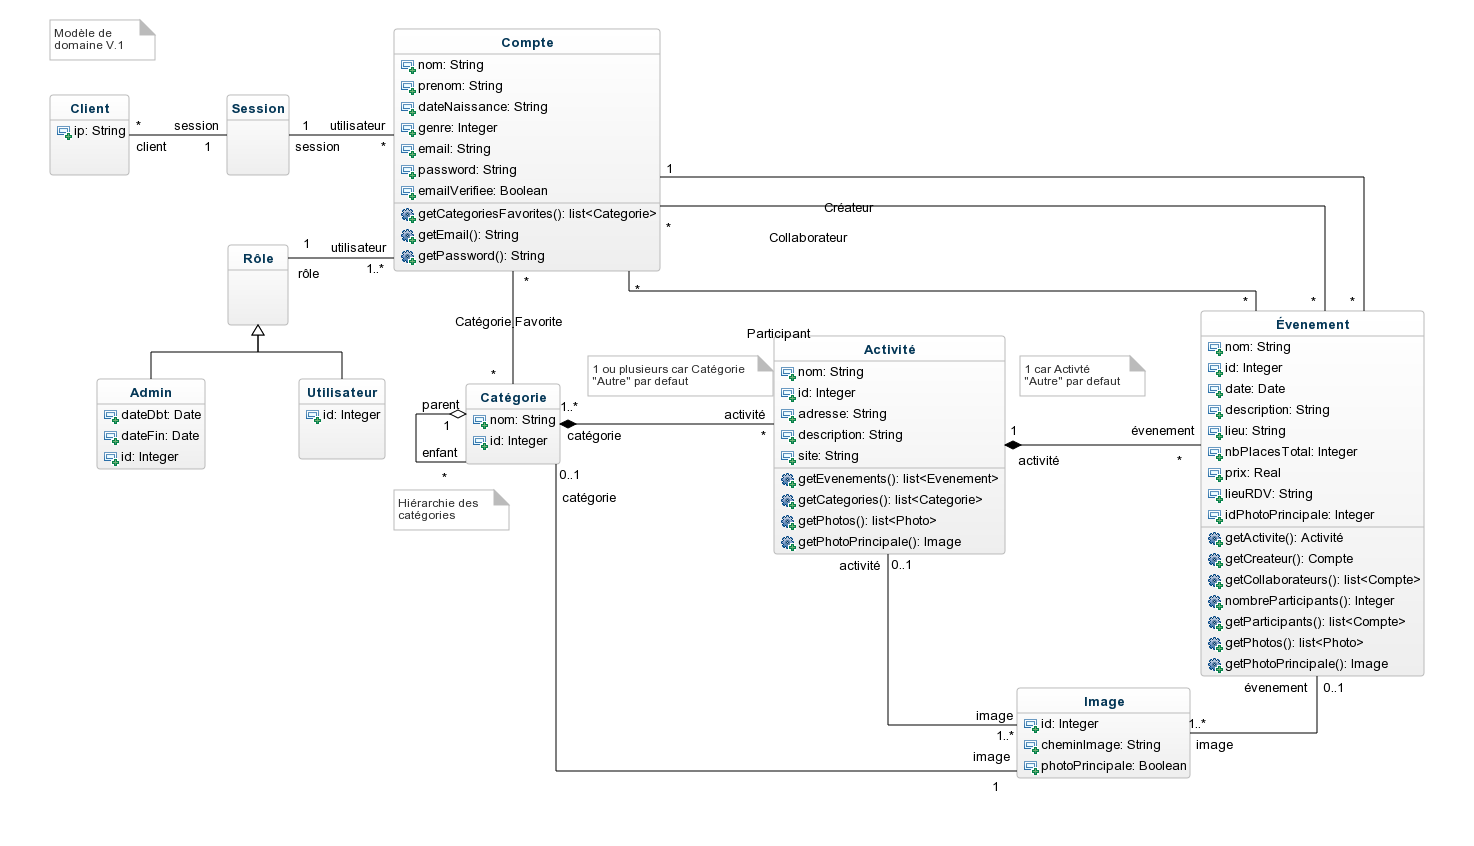 Modèle de
domaine V.1
Compte
nom: String
prenom: String
dateNaissance: String
genre: Integer
email: String
password: String
emailVerifiee: Boolean
getCategoriesFavorites(): list<Categorie>
getEmail(): String
getPassword(): String
Client
ip: String
* session
client 1
Session
1 utilisateur
session *
1
Créateur
*
Collaborateur
1 utilisateur
rôle 1..*
Rôle
*
*
* * *
Catégorie Favorite
*
Participant
Admin
dateDbt: Date
dateFin: Date
id: Integer
Utilisateur
id: Integer
Catégorie
nom: String
id: Integer
parent
1
enfant
*
Hiérarchie des
catégories
1 ou plusieurs car Catégorie
"Autre" par defaut
1..* activité
catégorie *
0..1
catégorie
Activité
nom: String
id: Integer
adresse: String
description: String
site: String
getEvenements(): list<Evenement>
getCategories(): list<Categorie>
getPhotos(): list<Photo>
getPhotoPrincipale(): Image
1 car Activté
"Autre" par defaut
1 évenement
activité *
Évenement
nom: String
id: Integer
date: Date
description: String
lieu: String
nbPlacesTotal: Integer
prix: Real
lieuRDV: String
idPhotoPrincipale: Integer
getActivite(): Activité
getCreateur(): Compte
getCollaborateurs(): list<Compte>
nombreParticipants(): Integer
getParticipants(): list<Compte>
getPhotos(): list<Photo>
getPhotoPrincipale(): Image
activité 0..1
évenement 0..1
Image
id: Integer
cheminImage: String
photoPrincipale: Boolean
image
1..*
image
1
1..*
image